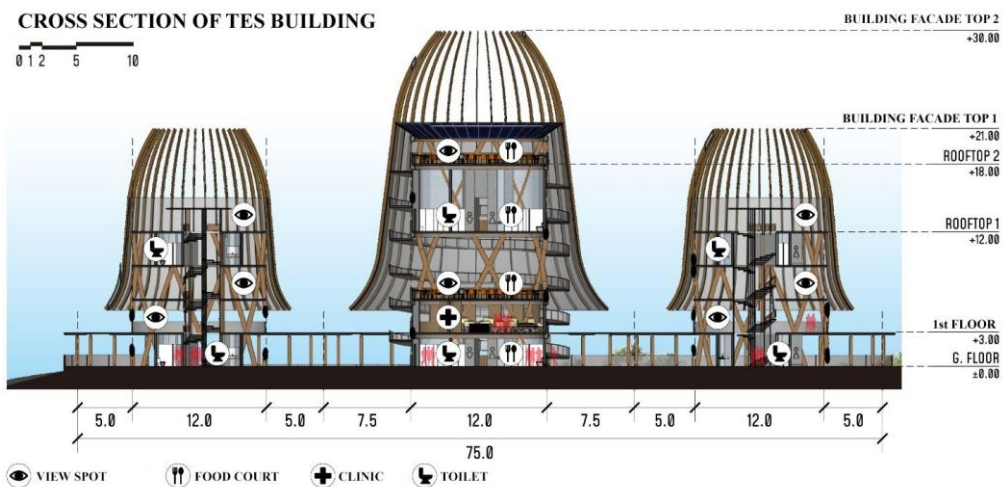 CROSS SECTION OF TES BUILDING
0 1 2 5 10
BUILDING FACADE TOP 2
+30.00
BUILDING FACADE TOP 1
+21.00
ROOFTOP 2
+18.00
ROOFTOP 1
+12.00
1st FLOOR
+3.00
G. FLOOR
±0.00
5.0 12.0 5.0 7.5 12.0 7.5 5.0 12.0 5.0
75.0
VIEW SPOT FOOD COURT CLINIC TOILET